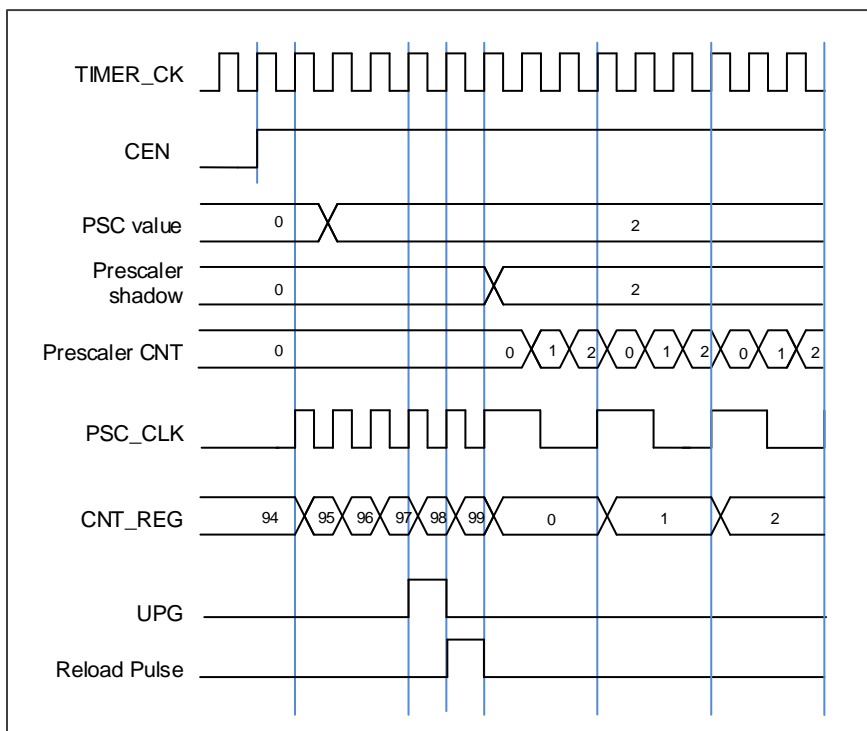 TIMER_CK
CEN
PSC value 0 2
Prescaler
shadow 0 2
Prescaler CNT 0 0 1 2 0 1 2 0 1 2
PSC_CLK
CNT_REG 94 95 96 97 98 99 0 1 2
UPG
Reload Pulse